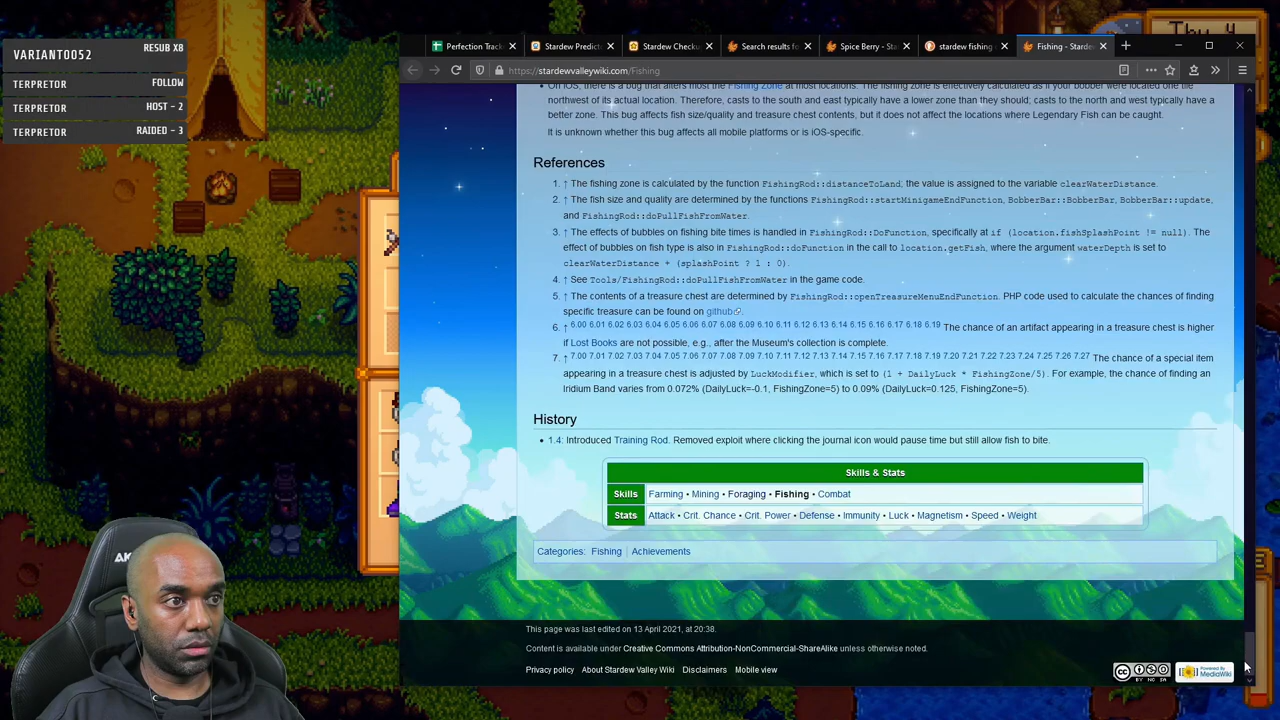 VARIANT0052 RESUB X8
TERPRETOR FOLLOW
TERPRETOR HOST - 2
TERPRETOR RAIDED - 3
Perfection Track
Stardew Predicto
Stardew Checkup
Search results fo
Spice Berry - Sta
stardew fishing
Fishing - Stardew
https://stardewvalleywiki.com/Fishing
On iOS, there is a bug that alters most the Fishing Zone at most locations. The fishing zone is effectively calculated as if your bobber were located one tile
northwest of its actual location. Therefore, casts to the south and east typically have a lower zone than they should; casts to the north and west typically have a
better zone. This bug affects fish size/quality and treasure chest contents, but it does not affect the locations where Legendary Fish can be caught.
It is unknown whether this bug affects all mobile platforms or is iOS-specific.
References
1. ↑ The fishing zone is calculated by the function FishingRod::distanceToLand, the value is assigned to the variable clearWaterDistance.
2. ↑ The fish size and quality are determined by the functions FishingRod::startMinigameEndFunction, BobberBar::BobberBar, BobberBar::update,
and FishingRod::doPullFishFromWater.
3. ↑ The effects of bubbles on fishing bite times is handled in FishingRod::DoFunction, specifically at if (location.fishSplashPoint != null). The
effect of bubbles on fish type is also in FishingRod::doFunction in the call to location.getFish, where the argument waterDepth is set to
clearWaterDistance + (splashPoint ? 1 : 0).
4. ↑ See Tools/FishingRod::doPullFishFromWater in the game code.
5. ↑ The contents of a treasure chest are determined by FishingRod::openTreasureMenuEndFunction. PHP code used to calculate the chances of finding
specific treasure can be found on github.
6. ↑ 6.00 6.01 6.02 6.03 6.04 6.05 6.06 6.07 6.08 6.09 6.10 6.11 6.12 6.13 6.14 6.15 6.16 6.17 6.18 6.19 The chance of an artifact appearing in a treasure chest is higher
if Lost Books are not possible, e.g., after the Museum's collection is complete.
7. ↑ 7.00 7.01 7.02 7.03 7.04 7.05 7.06 7.07 7.08 7.09 7.10 7.11 7.12 7.13 7.14 7.15 7.16 7.17 7.18 7.19 7.20 7.21 7.22 7.23 7.24 7.25 7.26 7.27 The chance of a special item
appearing in a treasure chest is adjusted by LuckModifier, which is set to (1 + DailyLuck * FishingZone/5). For example, the chance of finding an
Iridium Band varies from 0.072% (DailyLuck=-0.1, FishingZone=5) to 0.09% (DailyLuck=0.125, FishingZone=5).
History
• 1.4: Introduced Training Rod. Removed exploit where clicking the journal icon would pause time but still allow fish to bite.
Skills & Stats
Skills Farming • Mining • Foraging • Fishing • Combat
Stats Attack • Crit. Chance • Crit. Power • Defense • Immunity • Luck • Magnetism • Speed • Weight
Categories: Fishing | Achievements
This page was last edited on 13 April 2021, at 20:38.
Content is available under Creative Commons Attribution-NonCommercial-ShareAlike unless otherwise noted.
Privacy policy About Stardew Valley Wiki Disclaimers Mobile view
cc BY NC SA Powered By MediaWiki